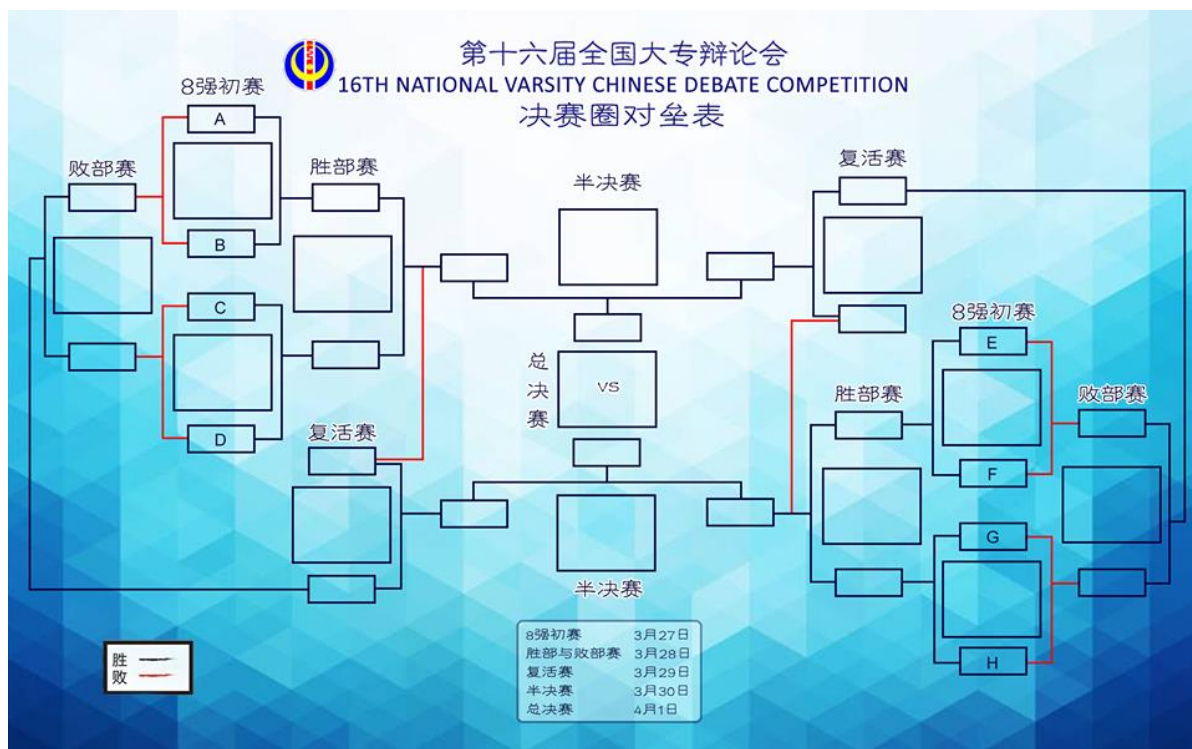 第十六届全国大专辩论会
16TH NATIONAL VARSITY CHINESE DEBATE COMPETITION
决赛圈对垒表
8强初赛
A
败部赛
胜部赛
B
C
D
复活赛
半决赛
总决赛
VS
半决赛
复活赛
8强初赛
E
胜部赛
败部赛
F
G
H
胜
败
8强初赛 3月27日
胜部与败部赛 3月28日
复活赛 3月29日
半决赛 3月30日
总决赛 4月1日